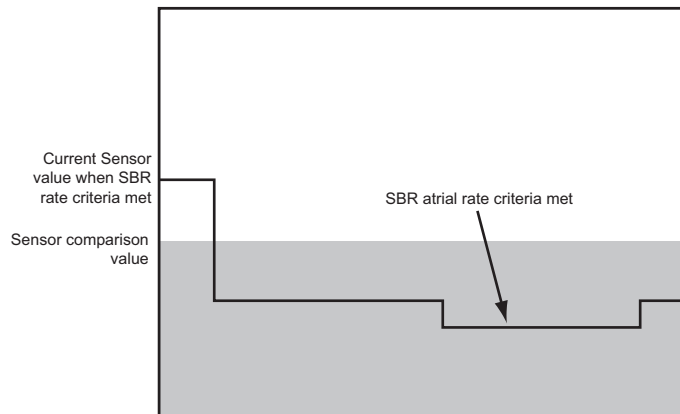 Current Sensor
value when SBR
rate criteria met
SBR atrial rate criteria met
Sensor comparison
value